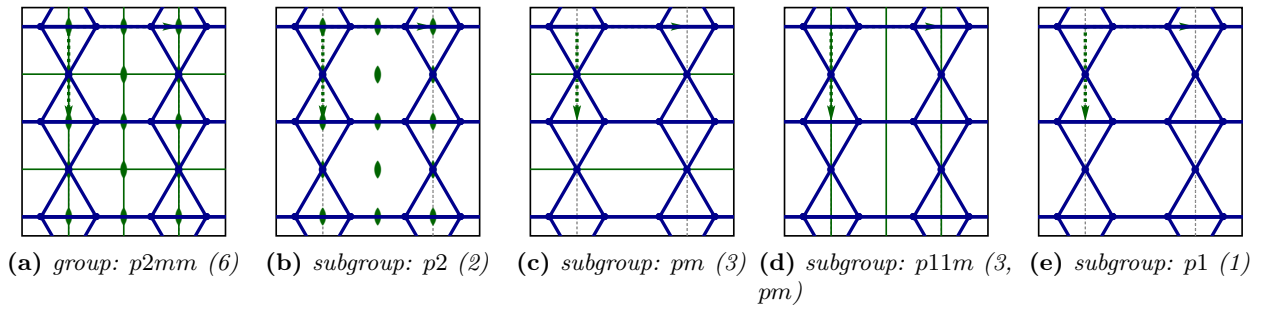 (a) group: p2mm (6)
(b) subgroup: p2 (2)
(c) subgroup: pm (3)
(d) subgroup: p11m (3,
pm)
(e) subgroup: p1 (1)